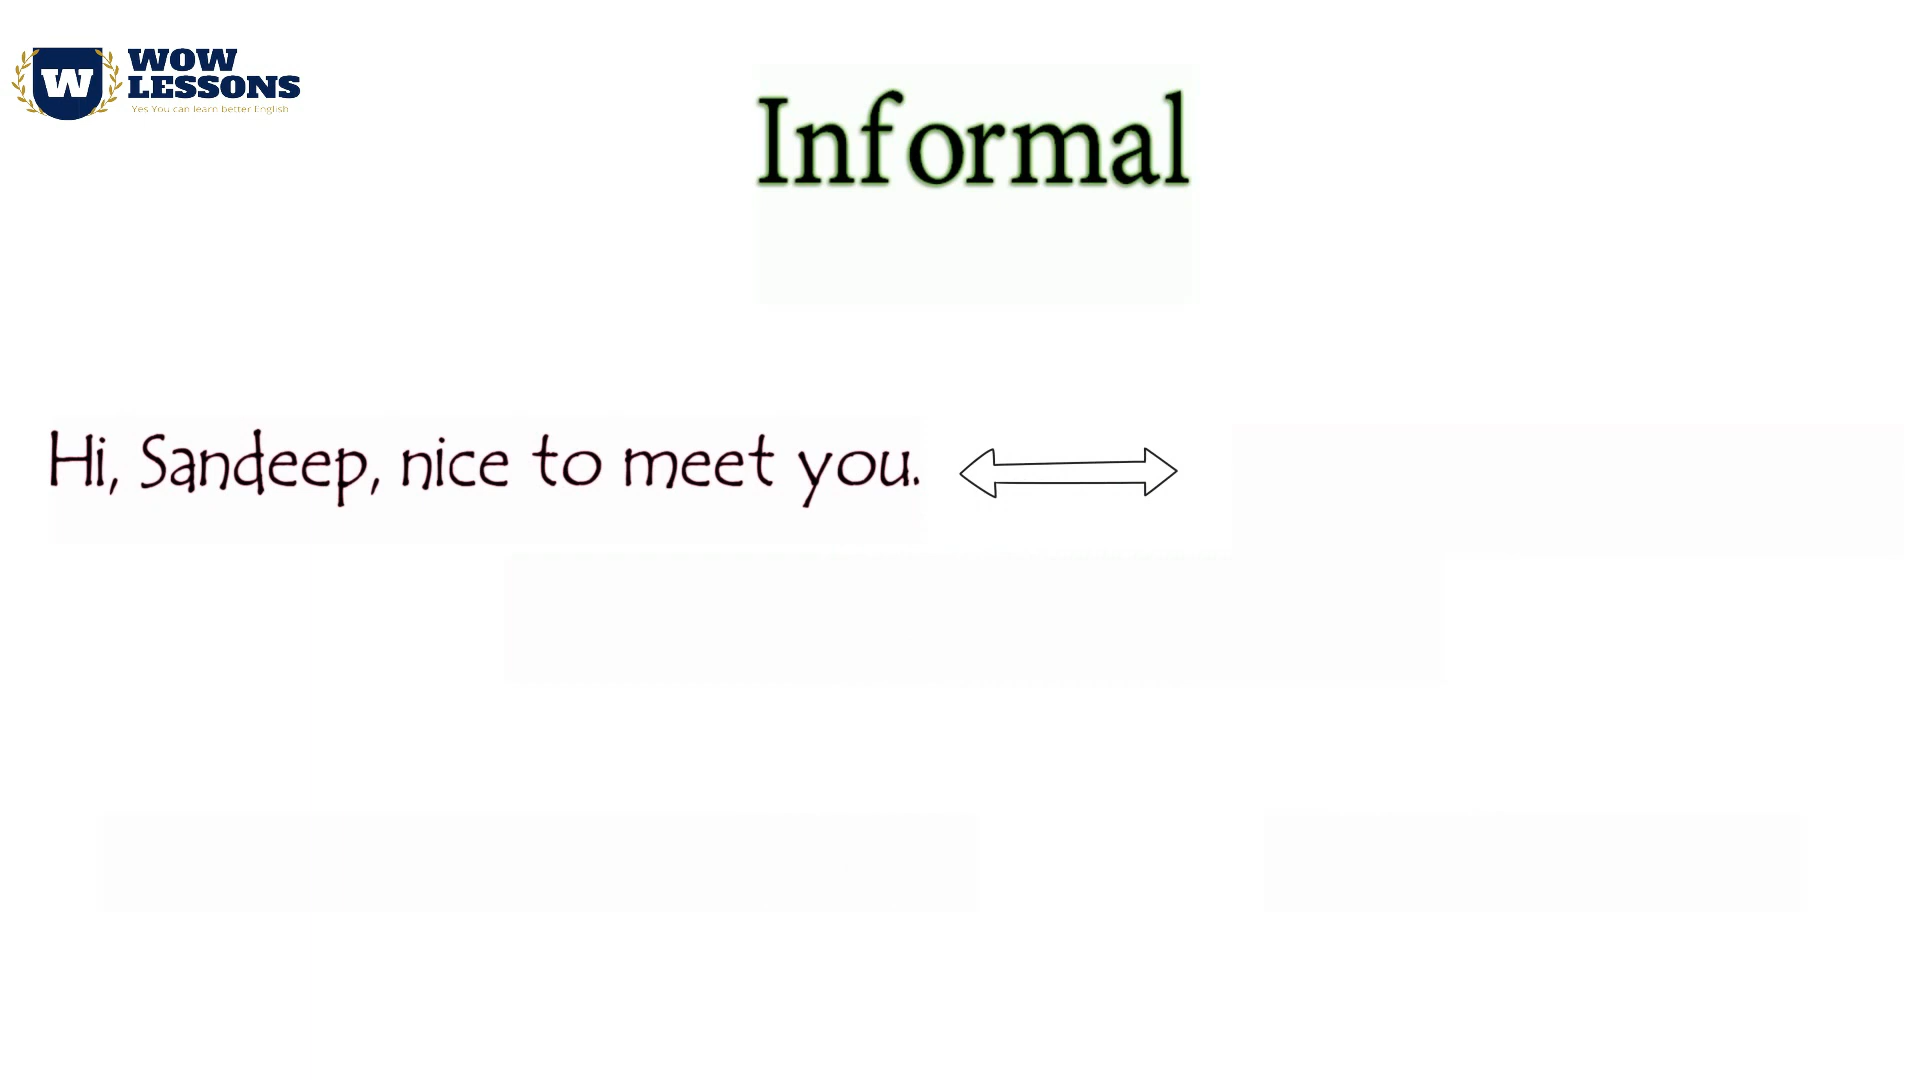 W
WOW
LESSONS
Yes You can learn better English
Informal
Hi, Sandeep, nice to meet you.